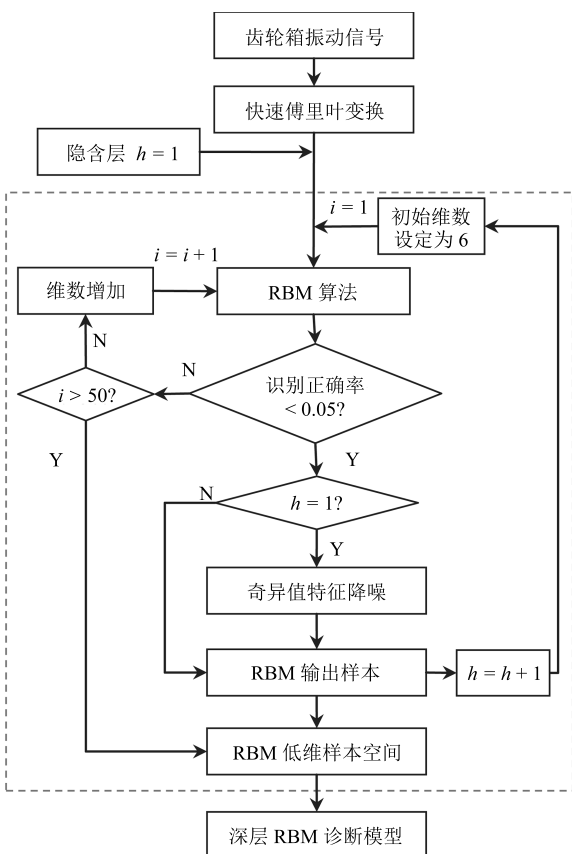 齿轮箱振动信号
快速傅里叶变换
隐含层 h = 1
i = 1
初始维数
设定为 6
i = i + 1
维数增加
RBM 算法
N
N
识别正确率
< 0.05?
i > 50?
Y
Y
N
h = 1?
Y
奇异值特征降噪
RBM 输出样本
h = h + 1
RBM 低维样本空间
深层 RBM 诊断模型